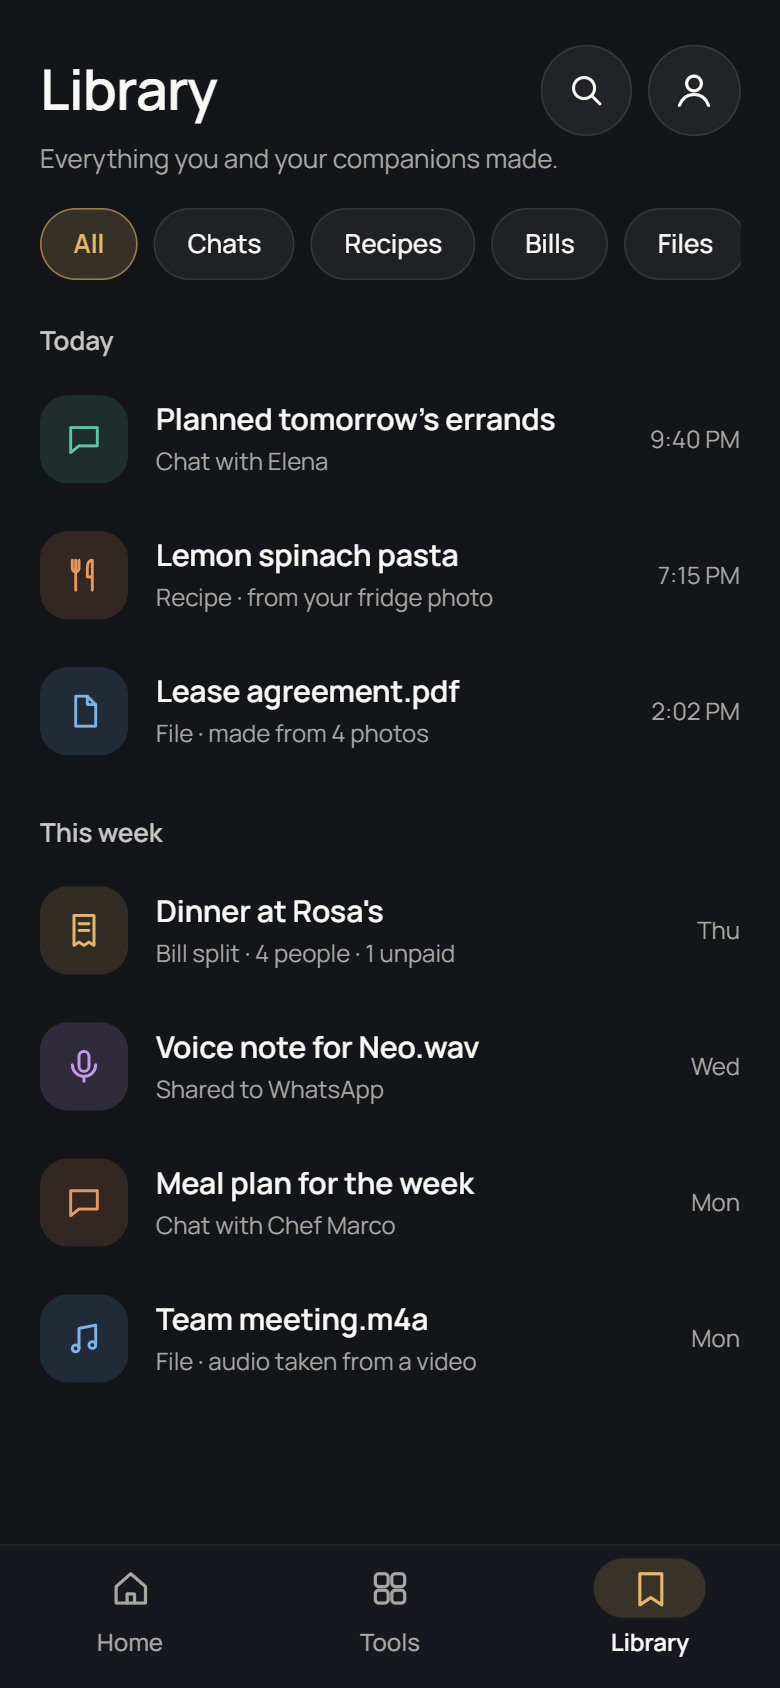 Library
Everything you and your companions made.
All
Chats
Recipes
Bills
Files
Today
Planned tomorrow’s errands
Chat with Elena
9:40 PM
Lemon spinach pasta
Recipe · from your fridge photo
7:15 PM
Lease agreement.pdf
File · made from 4 photos
2:02 PM
This week
Dinner at Rosa's
Bill split · 4 people · 1 unpaid
Thu
Voice note for Neo.wav
Shared to WhatsApp
Wed
Meal plan for the week
Chat with Chef Marco
Mon
Team meeting.m4a
File · audio taken from a video
Mon
Home
Tools
Library